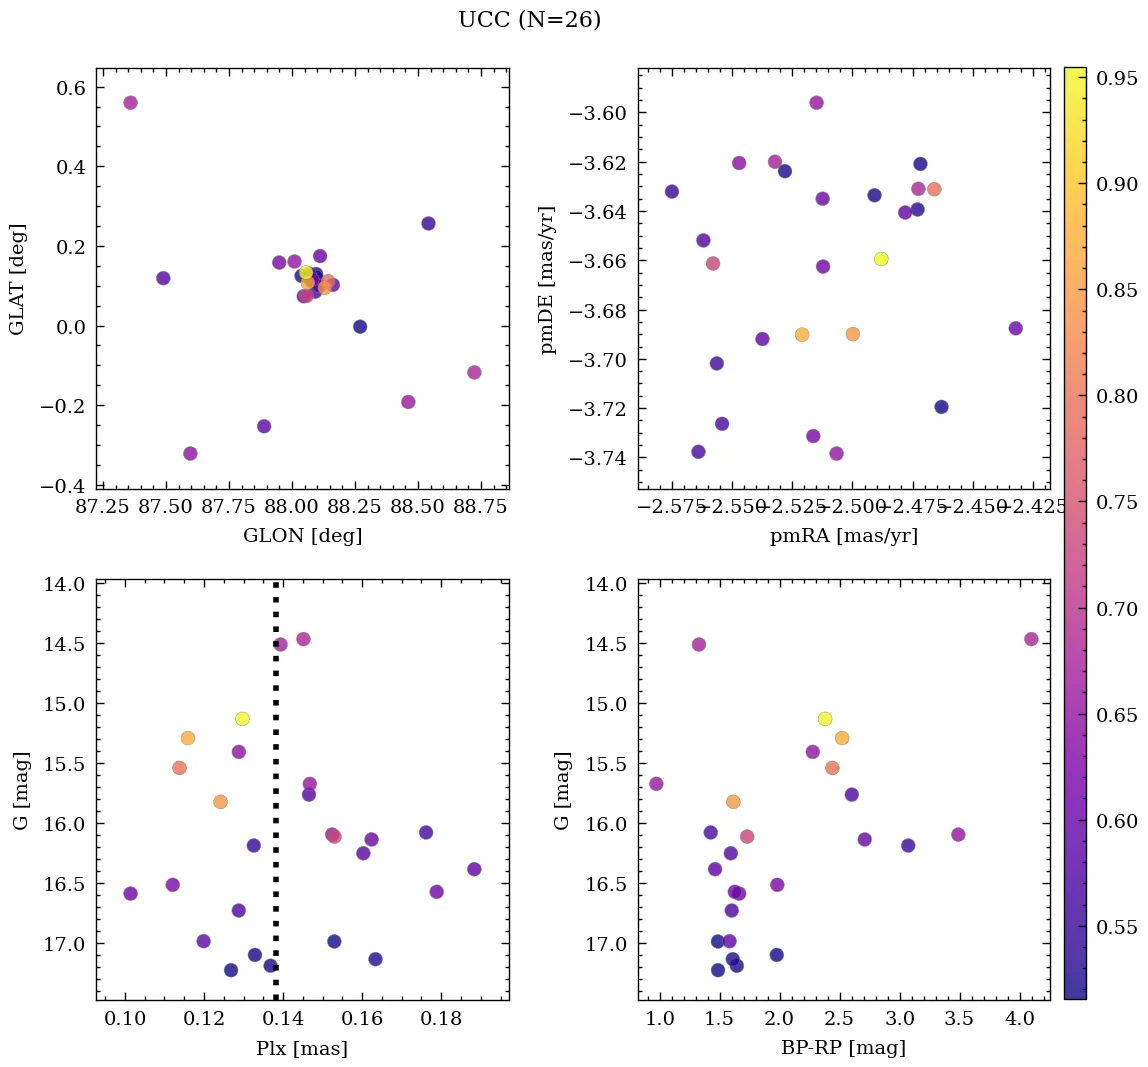 UCC (N=26)
0.6
0.4
0.2
0.0
−0.2
−0.4
GLAT [deg]
87.25 87.50 87.75 88.00 88.25 88.50 88.75
GLON [deg]
−3.60
−3.62
−3.64
−3.66
−3.68
−3.70
−3.72
−3.74
pmDE [mas/yr]
−2.575 −2.550 −2.525 −2.500 −2.475 −2.450 −2.425
pmRA [mas/yr]
14.0
14.5
15.0
15.5
16.0
16.5
17.0
G [mag]
0.10 0.12 0.14 0.16 0.18
Plx [mas]
14.0
14.5
15.0
15.5
16.0
16.5
17.0
G [mag]
1.0 1.5 2.0 2.5 3.0 3.5 4.0
BP-RP [mag]
0.95
0.90
0.85
0.80
0.75
0.70
0.65
0.60
0.55